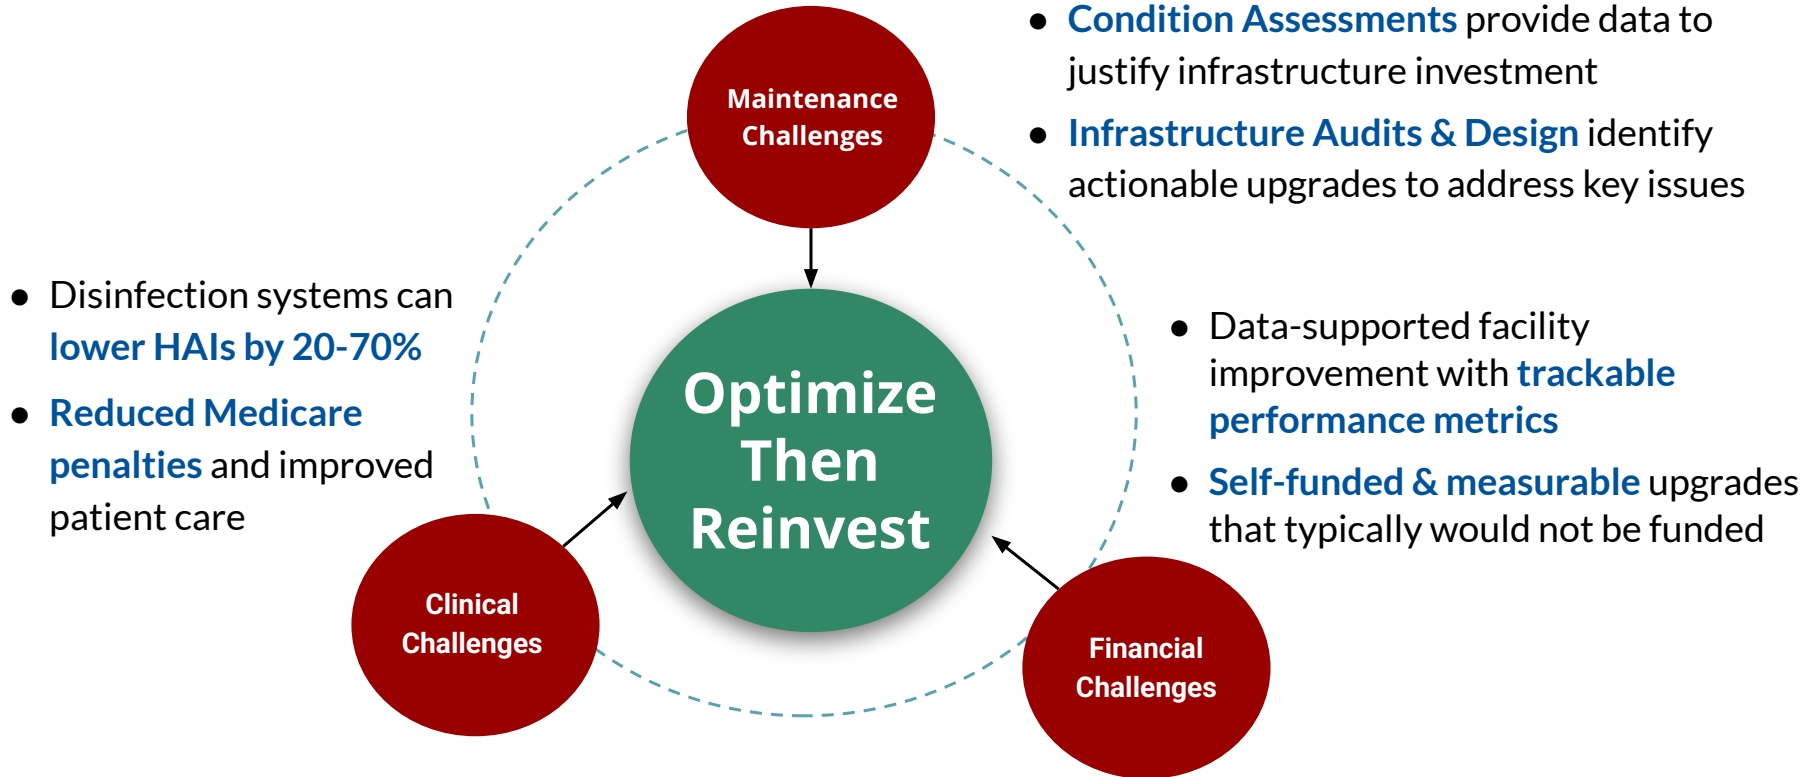 Maintenance
Challenges
● Condition Assessments provide data to
justify infrastructure investment
● Infrastructure Audits & Design identify
actionable upgrades to address key issues
● Disinfection systems can
lower HAIs by 20-70%
● Reduced Medicare
penalties and improved
patient care
Optimize
Then
Reinvest
● Data-supported facility
improvement with trackable
performance metrics
● Self-funded & measurable upgrades
that typically would not be funded
Clinical
Challenges
Financial
Challenges